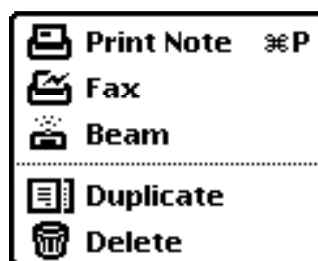 Print Note ⌘P
Fax
Beam
Duplicate
Delete